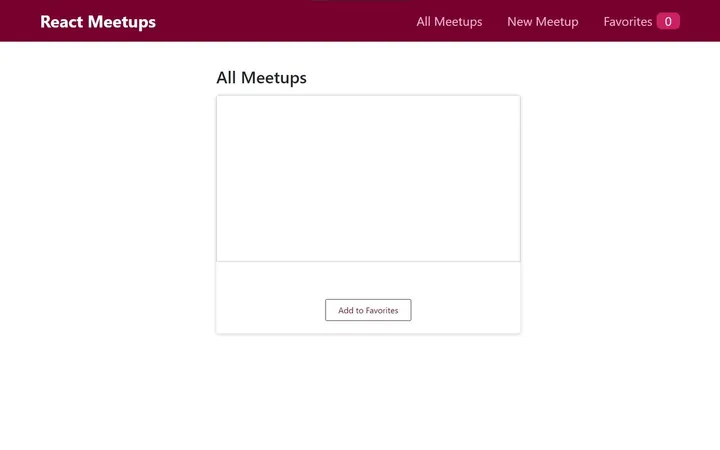 React Meetups
All Meetups
New Meetup
Favorites 0
All Meetups
Add to Favorites